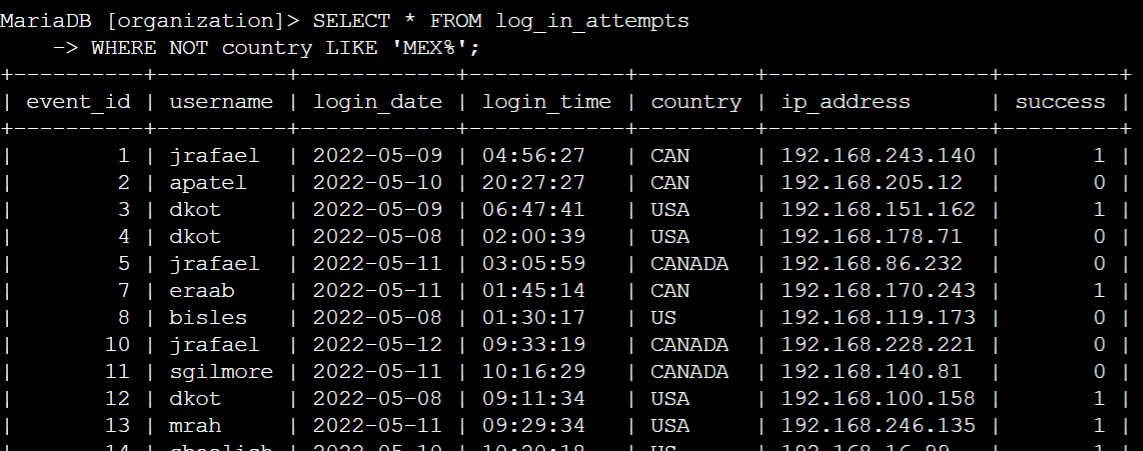 MariaDB [organization]> SELECT * FROM log_in_attempts
    -> WHERE NOT country LIKE 'MEX%';
+----------+----------+------------+------------+---------+-----------------+---------+
| event_id | username | login_date | login_time | country | ip_address      | success |
+----------+----------+------------+------------+---------+-----------------+---------+
|        1 | jrafael  | 2022-05-09 | 04:56:27   | CAN     | 192.168.243.140 |       1 |
|        2 | apatel   | 2022-05-10 | 20:27:27   | CAN     | 192.168.205.12  |       0 |
|        3 | dkot     | 2022-05-09 | 06:47:41   | USA     | 192.168.151.162 |       1 |
|        4 | dkot     | 2022-05-08 | 02:00:39   | USA     | 192.168.178.71  |       0 |
|        5 | jrafael  | 2022-05-11 | 03:05:59   | CANADA  | 192.168.86.232  |       0 |
|        7 | eraab    | 2022-05-11 | 01:45:14   | CAN     | 192.168.170.243 |       1 |
|        8 | bisles   | 2022-05-08 | 01:30:17   | US      | 192.168.119.173 |       0 |
|       10 | jrafael  | 2022-05-12 | 09:33:19   | CANADA  | 192.168.228.221 |       0 |
|       11 | sgilmore | 2022-05-11 | 10:16:29   | CANADA  | 192.168.140.81  |       0 |
|       12 | dkot     | 2022-05-08 | 09:11:34   | USA     | 192.168.100.158 |       1 |
|       13 | mrah     | 2022-05-11 | 09:29:34   | USA     | 192.168.246.135 |       1 |